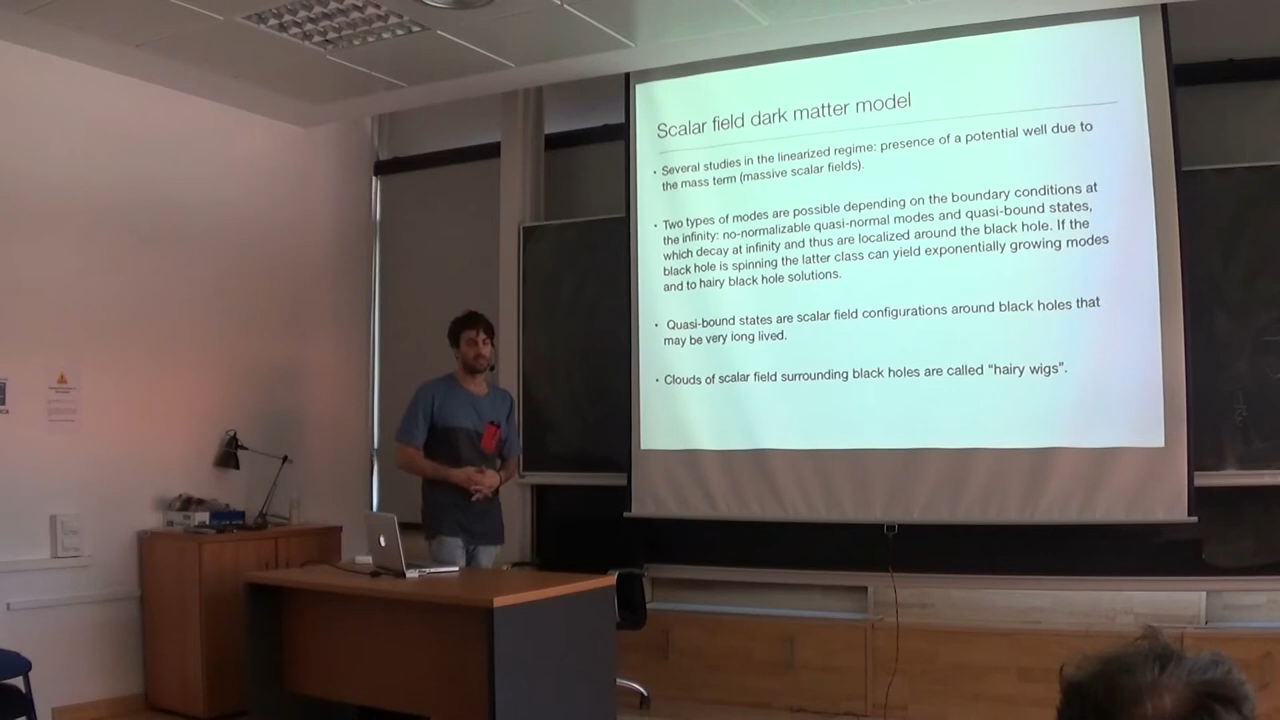 Scalar field dark matter model
• Several studies in the linearized regime: presence of a potential well due to
the mass term (massive scalar fields).
• Two types of modes are possible depending on the boundary conditions at
the infinity: no-normalizable quasi-normal modes and quasi-bound states,
which decay at infinity and thus are localized around the black hole. If the
black hole is spinning the latter class can yield exponentially growing modes
and to hairy black hole solutions.
• Quasi-bound states are scalar field configurations around black holes that
may be very long lived.
• Clouds of scalar field surrounding black holes are called “hairy wigs”.